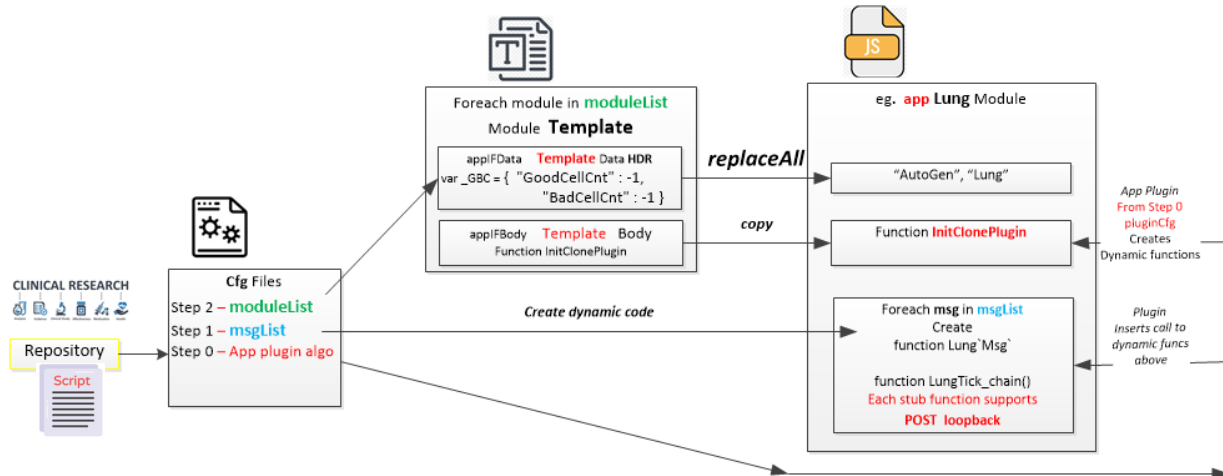 T
JS
Foreach module in moduleList
Module Template
appIFData Template Data HDR
var _GBC = { "GoodCellCnt" : -1,
"BadCellCnt" : -1 }
appIFBody Template Body
Function InitClonePlugin
replaceAll
copy
eg. app Lung Module
“AutoGen”, “Lung”
Function InitClonePlugin
App Plugin
From Step 0
pluginCfg
Creates
Dynamic functions
CLINICAL RESEARCH
Repository
Script
Cfg Files
Step 2 – moduleList
Step 1 – msgList
Step 0 – App plugin algo
Create dynamic code
Foreach msg in msgList
Create
function Lung`Msg`
function LungTick_chain()
Each stub function supports
POST loopback
Plugin
Inserts call to
dynamic funcs
above